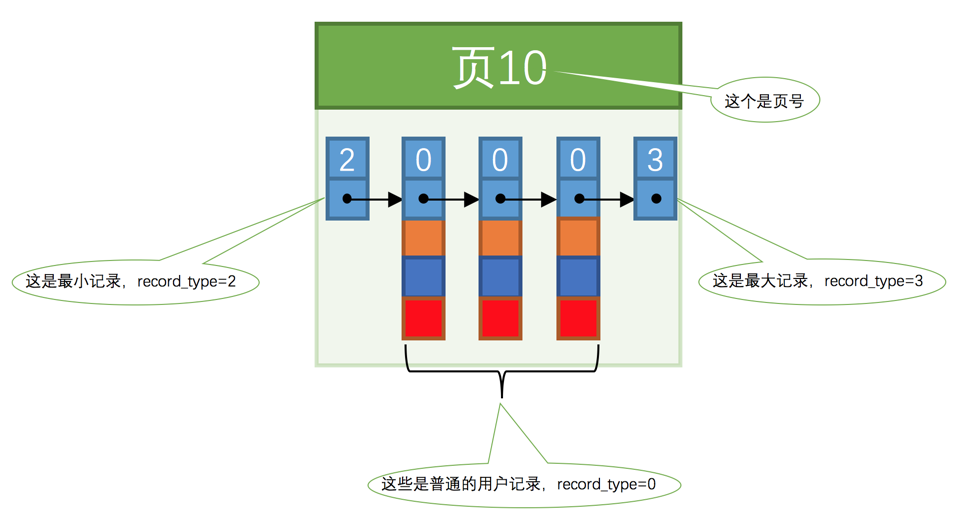 页10
这个是页号
2 0 0 0 3
这是最小记录，record_type=2
这是最大记录，record_type=3
这些是普通的用户记录，record_type=0